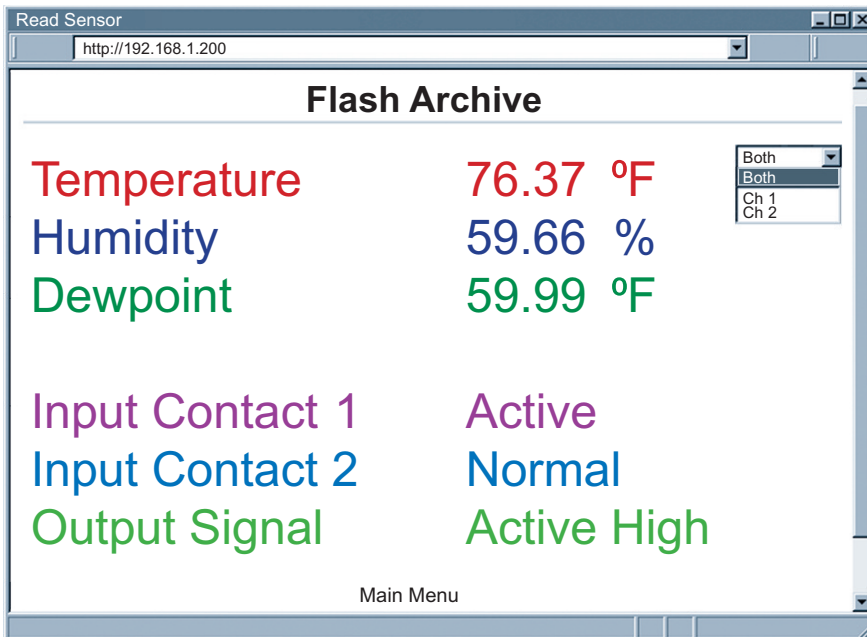 Read Sensor
http://192.168.1.200
Flash Archive
Temperature 76.37 ºF
Both
Both
Ch 1
Ch 2
Humidity 59.66 %
Dewpoint 59.99 ºF
Input Contact 1 Active
Input Contact 2 Normal
Output Signal Active High
Main Menu